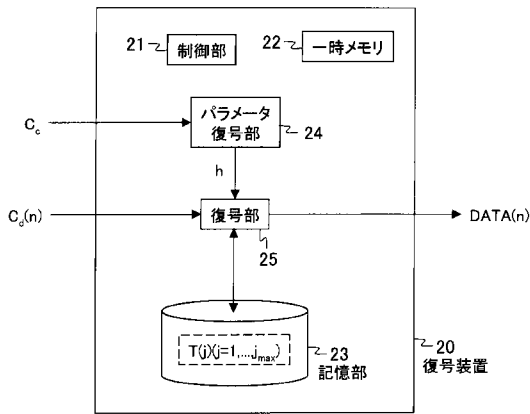 21
制御部
22
一時メモリ
パラメータ
復号部
24
C_c
h
C_d(n)
復号部
DATA(n)
25
T(j)(j=1,...j_max)
23
記憶部
20
復号装置